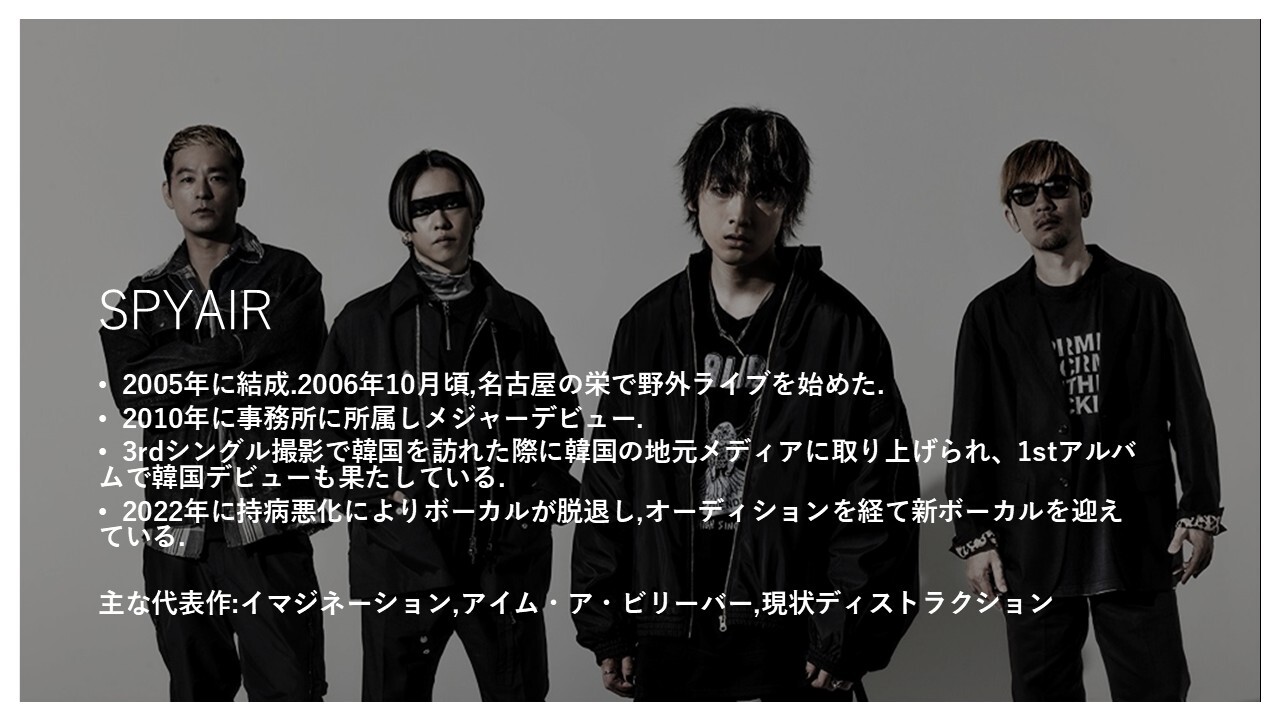 SPYAIR
• 2005年に結成.2006年10月頃,名古屋の栄で野外ライブを始めた.
• 2010年に事務所に所属しメジャーデビュー.
• 3rdシングル撮影で韓国を訪れた際に韓国の地元メディアに取り上げられ、1stアルバ
ムで韓国デビューも果たしている.
• 2022年に持病悪化によりボーカルが脱退し,オーディションを経て新ボーカルを迎え
ている.
主な代表作:イマジネーション,アイム・ア・ビリーバー,現状ディストラクション